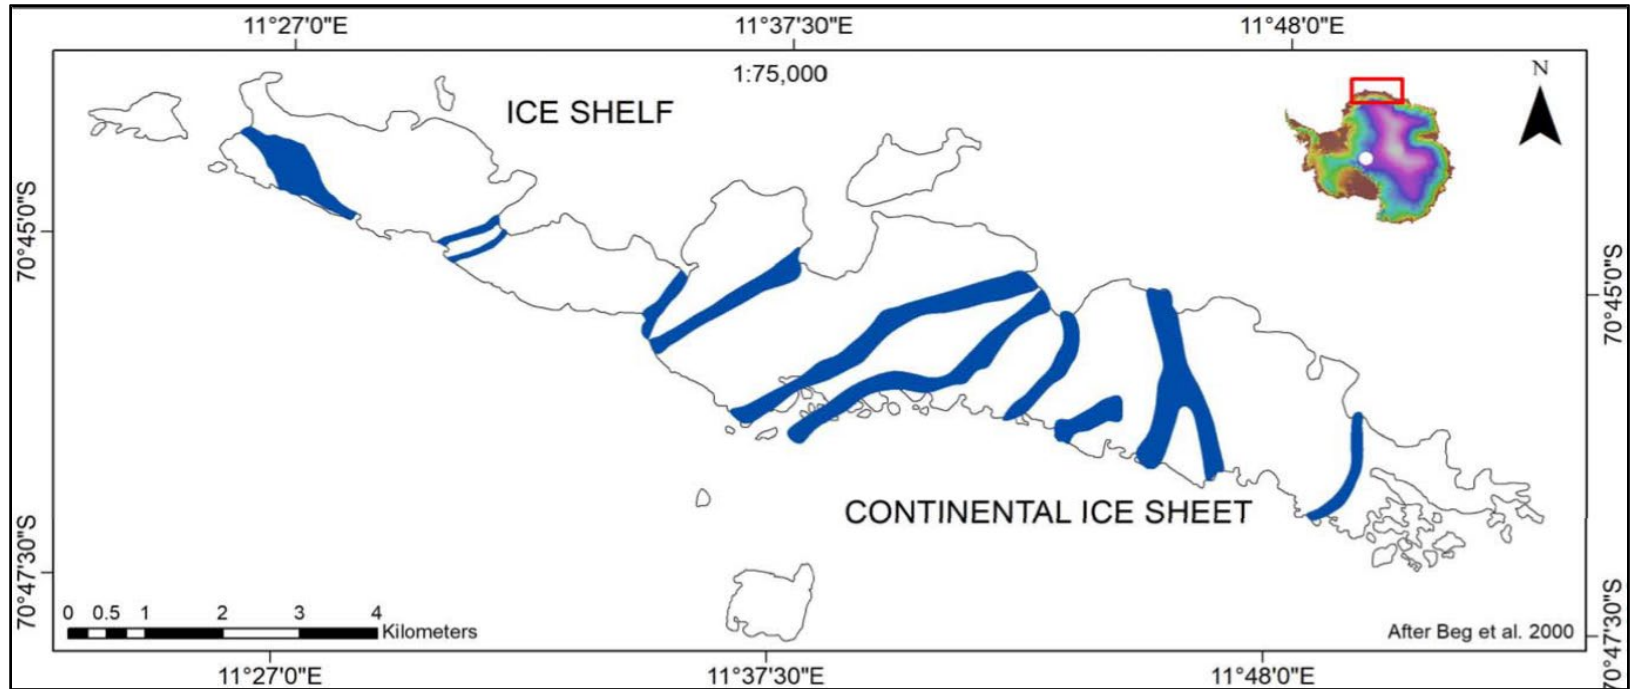 11°27'0"E 11°37'30"E 11°48'0"E
1:75,000
N
ICE SHELF
70°45'0"S
70°45'0"S
CONTINENTAL ICE SHEET
70°47'30"S
70°47'30"S
0 0.5 1 2 3 4
Kilometers
After Beg et al. 2000
11°27'0"E 11°37'30"E 11°48'0"E